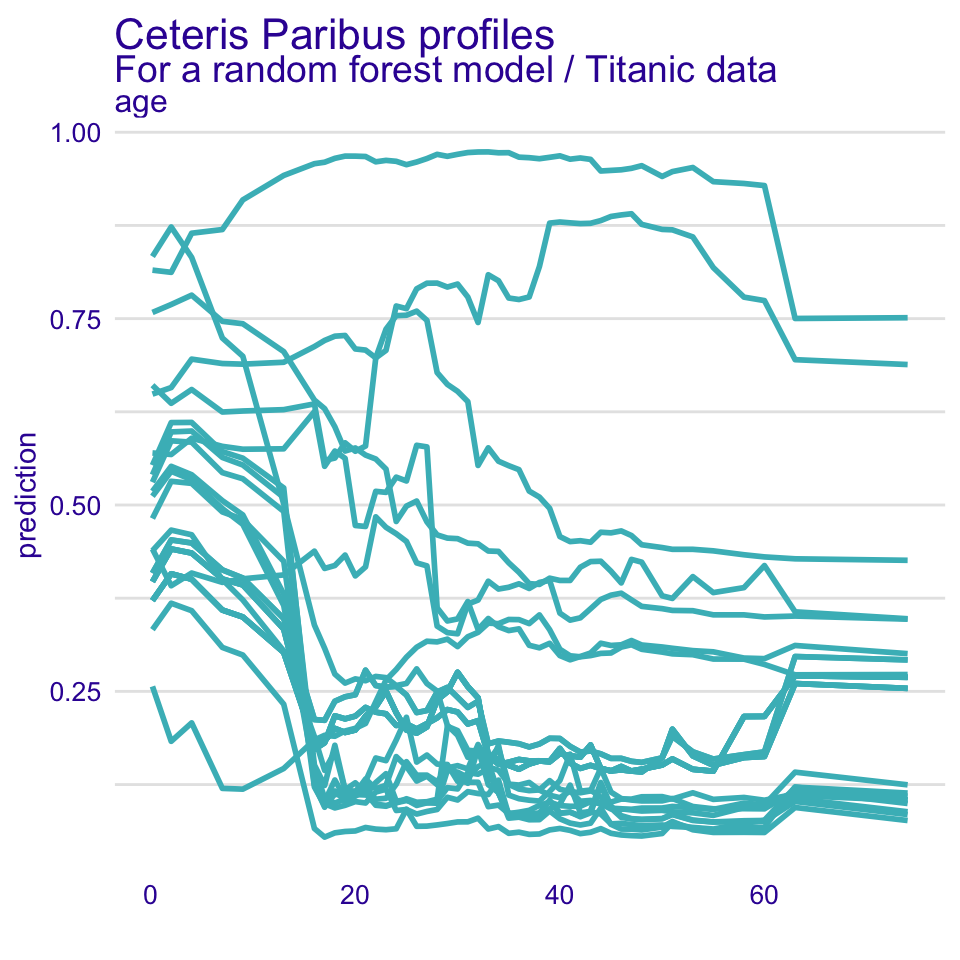 Ceteris Paribus profiles
For a random forest model / Titanic data
age
1.00
0.75
0.50
0.25
prediction
0 20 40 60